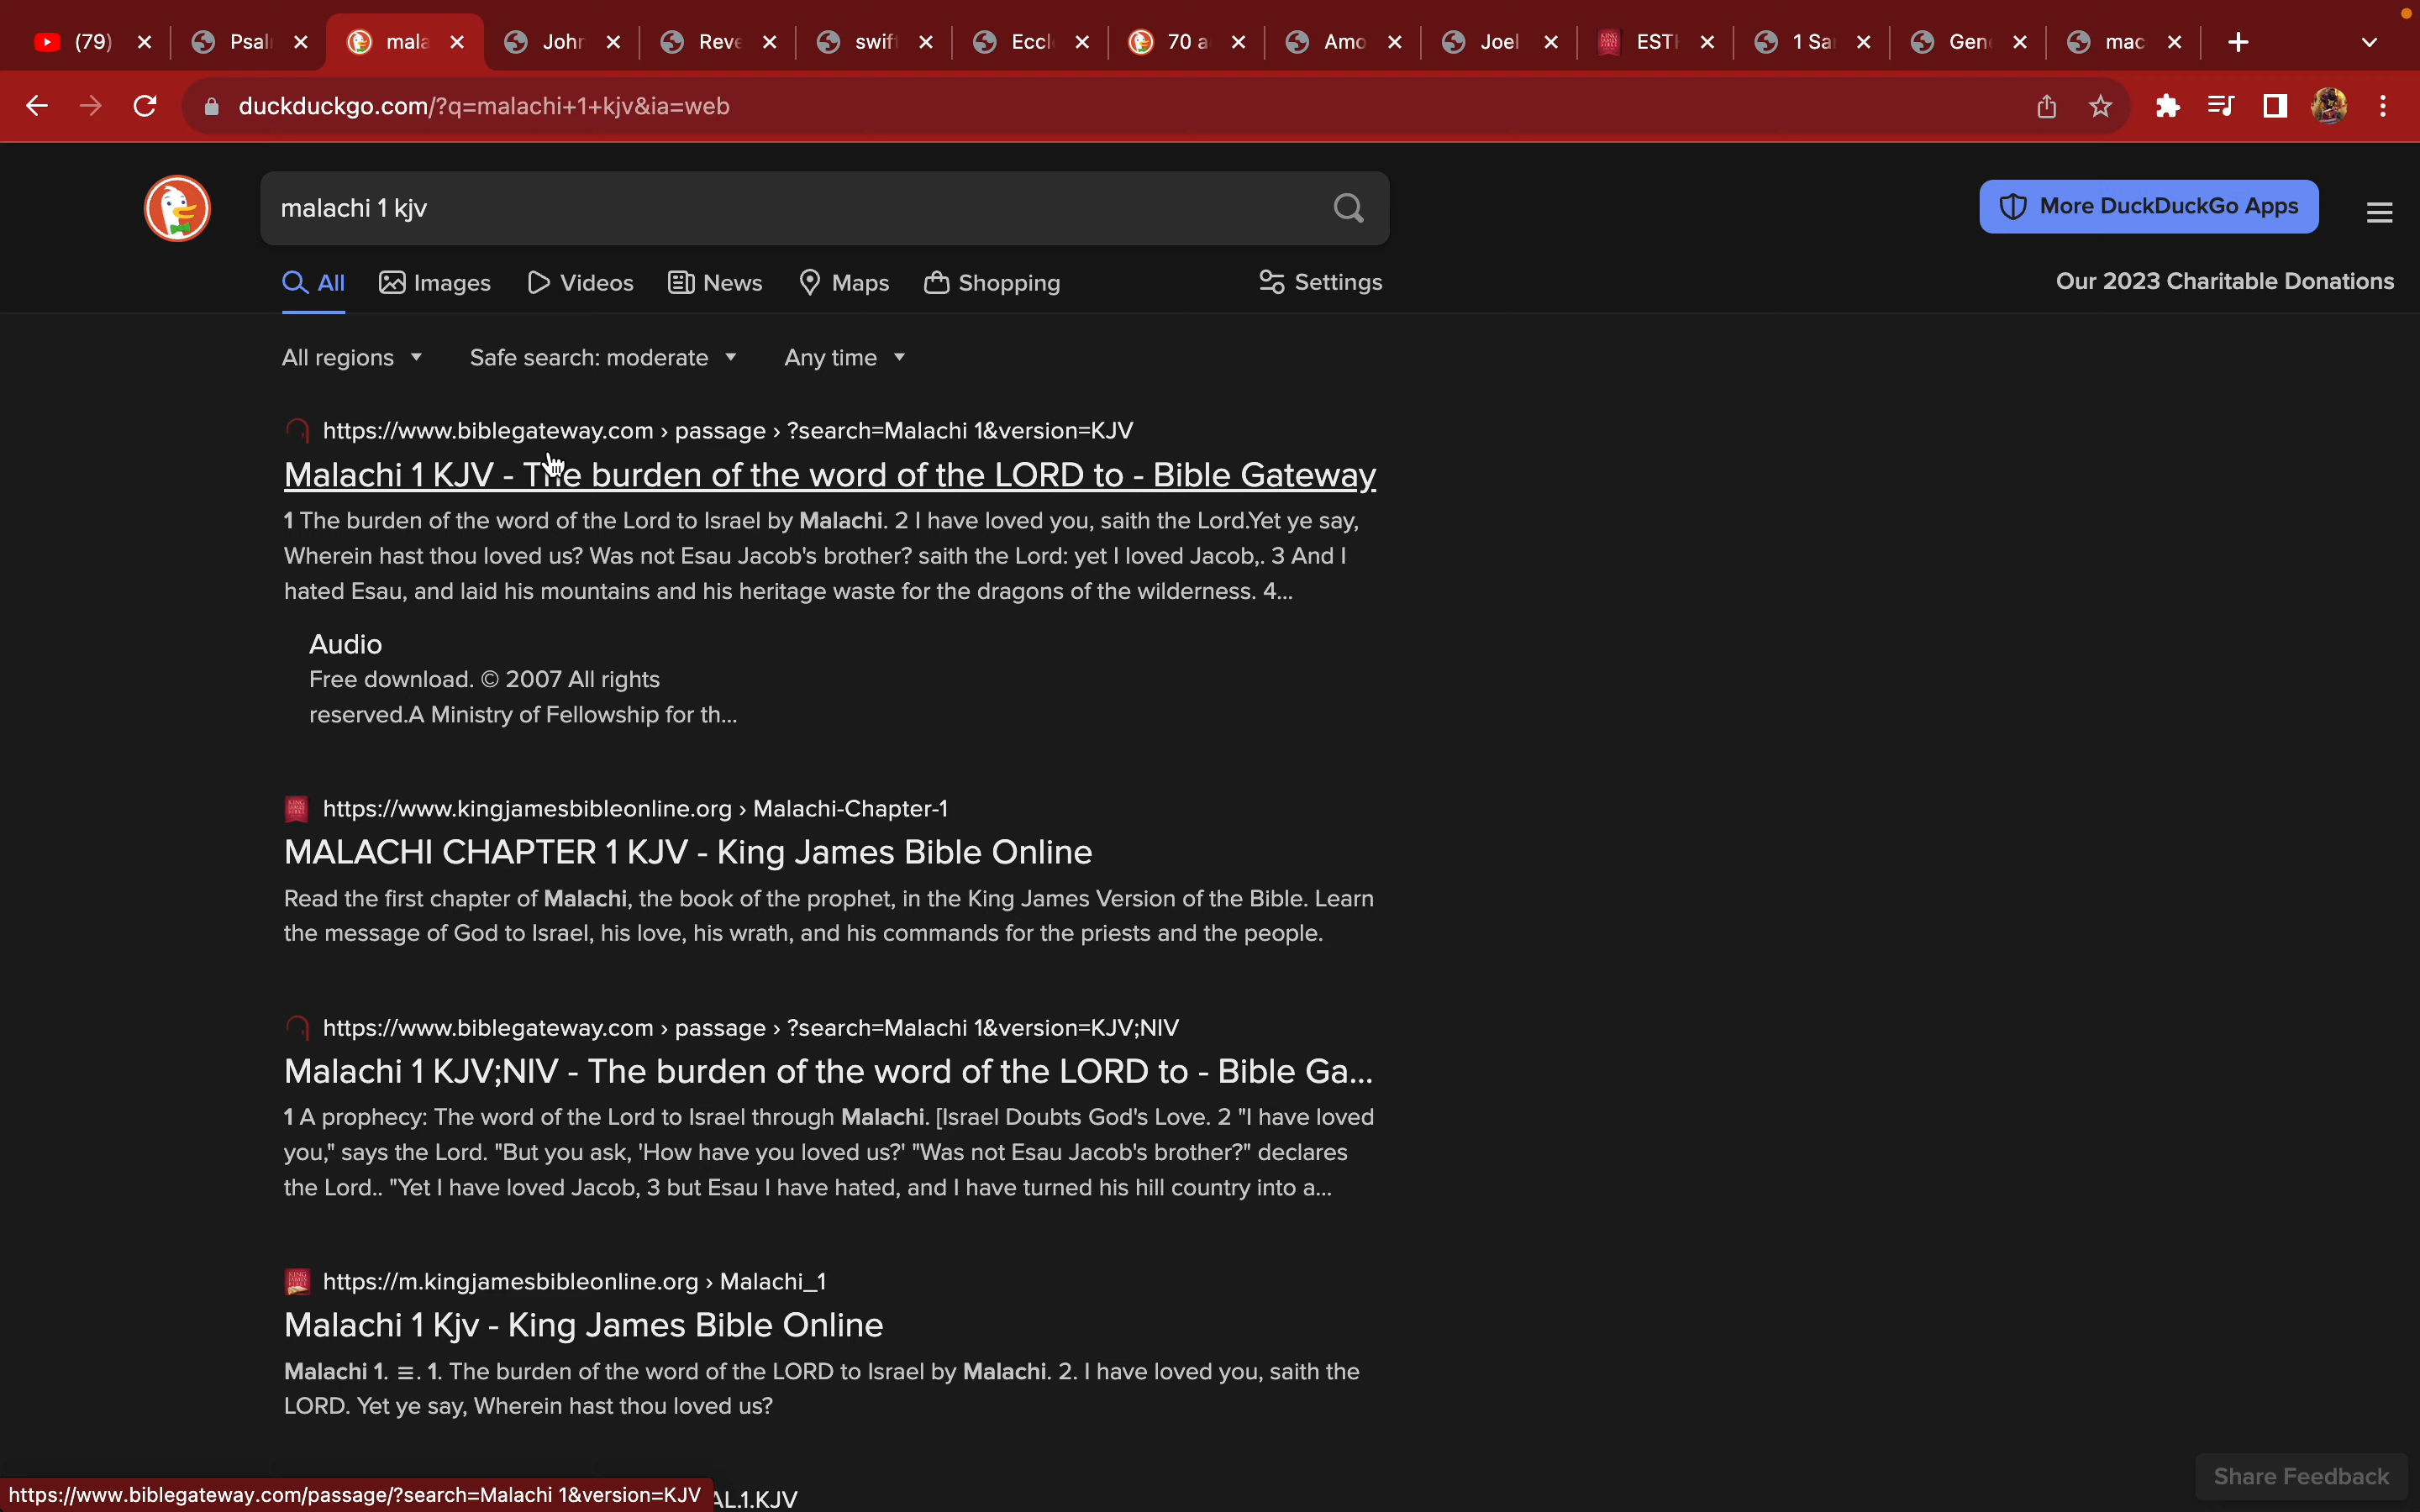 (79)
Psal
mala
John
Reve
swif
Eccl
70 a
Amo
Joel
EST
1 Sa
Gen
mac
duckduckgo.com/?q=malachi+1+kjv&ia=web
malachi 1 kjv
More DuckDuckGo Apps
All
Images
Videos
News
Maps
Shopping
Settings
Our 2023 Charitable Donations
All regions
Safe search: moderate
Any time
https://www.biblegateway.com › passage › ?search=Malachi 1&version=KJV
Malachi 1 KJV - The burden of the word of the LORD to - Bible Gateway
1 The burden of the word of the Lord to Israel by Malachi. 2 I have loved you, saith the Lord.Yet ye say,
Wherein hast thou loved us? Was not Esau Jacob's brother? saith the Lord: yet I loved Jacob,. 3 And I
hated Esau, and laid his mountains and his heritage waste for the dragons of the wilderness. 4...
Audio
Free download. © 2007 All rights
reserved.A Ministry of Fellowship for th...
https://www.kingjamesbibleonline.org › Malachi-Chapter-1
MALACHI CHAPTER 1 KJV - King James Bible Online
Read the first chapter of Malachi, the book of the prophet, in the King James Version of the Bible. Learn
the message of God to Israel, his love, his wrath, and his commands for the priests and the people.
https://www.biblegateway.com › passage › ?search=Malachi 1&version=KJV;NIV
Malachi 1 KJV;NIV - The burden of the word of the LORD to - Bible Ga...
1 A prophecy: The word of the Lord to Israel through Malachi. [Israel Doubts God's Love. 2 "I have loved
you," says the Lord. "But you ask, 'How have you loved us?' "Was not Esau Jacob's brother?" declares
the Lord.. "Yet I have loved Jacob, 3 but Esau I have hated, and I have turned his hill country into a...
https://m.kingjamesbibleonline.org › Malachi_1
Malachi 1 Kjv - King James Bible Online
Malachi 1. ≡. 1. The burden of the word of the LORD to Israel by Malachi. 2. I have loved you, saith the
LORD. Yet ye say, Wherein hast thou loved us?
Share Feedback
https://www.biblegateway.com/passage/?search=Malachi 1&version=KJV
AL.1.KJV